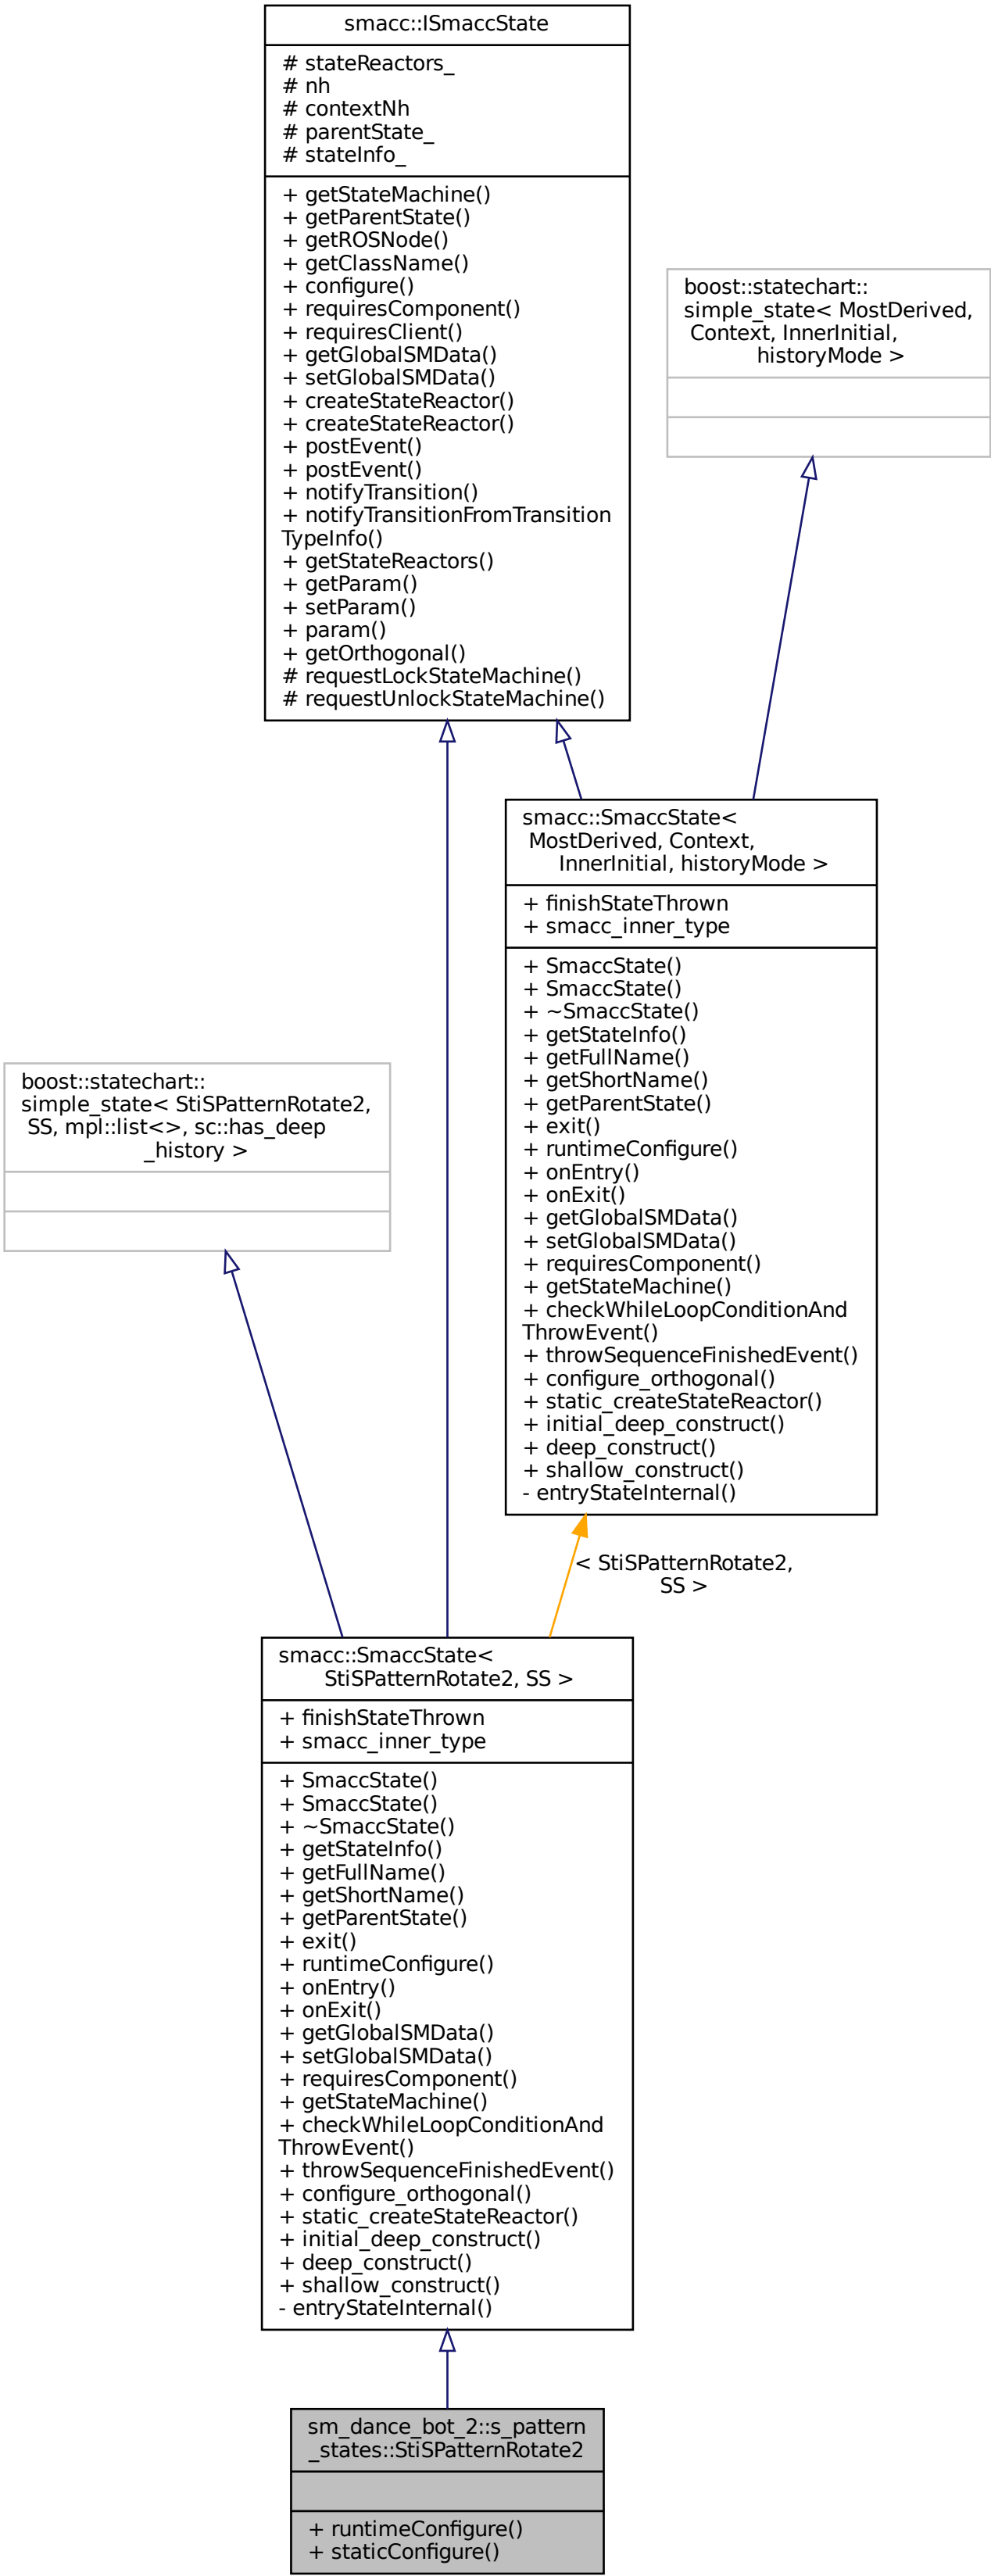 smacc::ISmaccState
# stateReactors_
# nh
# contextNh
# parentState_
# stateInfo_
+ getStateMachine()
+ getParentState()
+ getROSNode()
+ getClassName()
+ configure()
+ requiresComponent()
+ requiresClient()
+ getGlobalSMData()
+ setGlobalSMData()
+ createStateReactor()
+ createStateReactor()
+ postEvent()
+ postEvent()
+ notifyTransition()
+ notifyTransitionFromTransition
TypeInfo()
+ getStateReactors()
+ getParam()
+ setParam()
+ param()
+ getOrthogonal()
# requestLockStateMachine()
# requestUnlockStateMachine()
boost::statechart::
simple_state< MostDerived,
Context, InnerInitial,
historyMode >
smacc::SmaccState<
MostDerived, Context,
InnerInitial, historyMode >
+ finishStateThrown
+ smacc_inner_type
+ SmaccState()
+ SmaccState()
+ ~SmaccState()
+ getStateInfo()
+ getFullName()
+ getShortName()
+ getParentState()
+ exit()
+ runtimeConfigure()
+ onEntry()
+ onExit()
+ getGlobalSMData()
+ setGlobalSMData()
+ requiresComponent()
+ getStateMachine()
+ checkWhileLoopConditionAnd
ThrowEvent()
+ throwSequenceFinishedEvent()
+ configure_orthogonal()
+ static_createStateReactor()
+ initial_deep_construct()
+ deep_construct()
+ shallow_construct()
- entryStateInternal()
boost::statechart::
simple_state< StiSPatternRotate2,
SS, mpl::list<>, sc::has_deep
_history >
< StiSPatternRotate2,
SS >
smacc::SmaccState<
StiSPatternRotate2, SS >
+ finishStateThrown
+ smacc_inner_type
+ SmaccState()
+ SmaccState()
+ ~SmaccState()
+ getStateInfo()
+ getFullName()
+ getShortName()
+ getParentState()
+ exit()
+ runtimeConfigure()
+ onEntry()
+ onExit()
+ getGlobalSMData()
+ setGlobalSMData()
+ requiresComponent()
+ getStateMachine()
+ checkWhileLoopConditionAnd
ThrowEvent()
+ throwSequenceFinishedEvent()
+ configure_orthogonal()
+ static_createStateReactor()
+ initial_deep_construct()
+ deep_construct()
+ shallow_construct()
- entryStateInternal()
sm_dance_bot_2::s_pattern
_states::StiSPatternRotate2
+ runtimeConfigure()
+ staticConfigure()